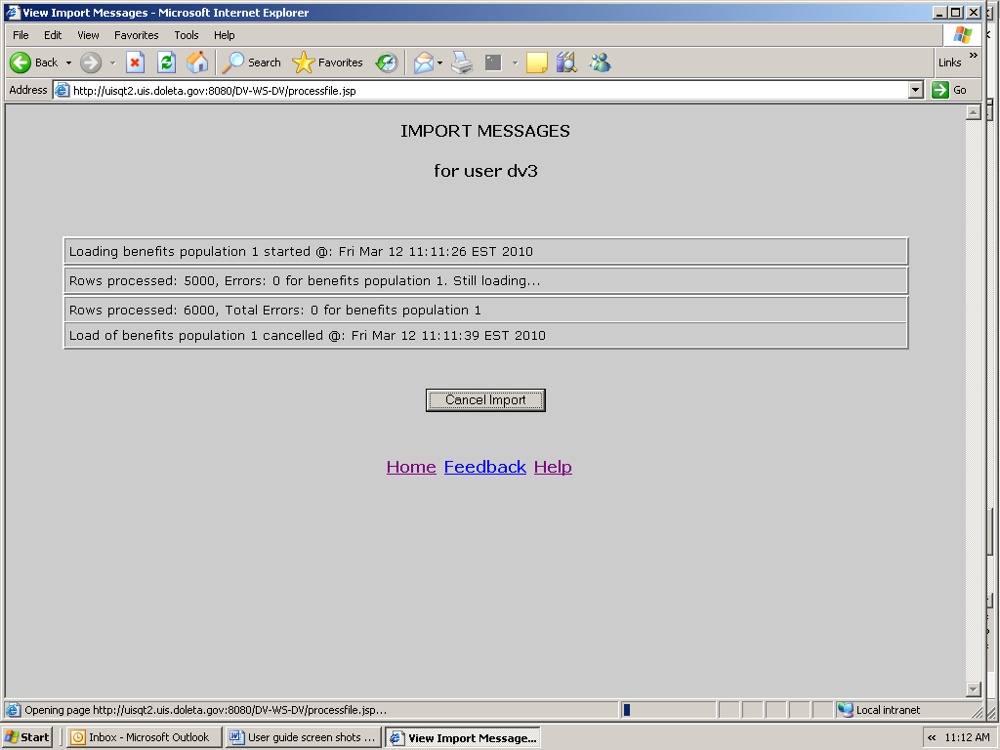 View Import Messages - Microsoft Internet Explorer
File Edit View Favorites Tools Help
Back Search Favorites Links »
Address http://uisqt2.uis.doleta.gov:8080/DV-WS-DV/processfile.jsp Go
IMPORT MESSAGES
for user dv3
Loading benefits population 1 started @: Fri Mar 12 11:11:26 EST 2010
Rows processed: 5000, Errors: 0 for benefits population 1. Still loading...
Rows processed: 6000, Total Errors: 0 for benefits population 1
Load of benefits population 1 cancelled @: Fri Mar 12 11:11:39 EST 2010
Cancel Import
Home Feedback Help
Opening page http://uisqt2.uis.doleta.gov:8080/DV-WS-DV/processfile.jsp... Local intranet
Start Inbox - Microsoft Outlook User guide screen shots ... View Import Message... « 11:12 AM